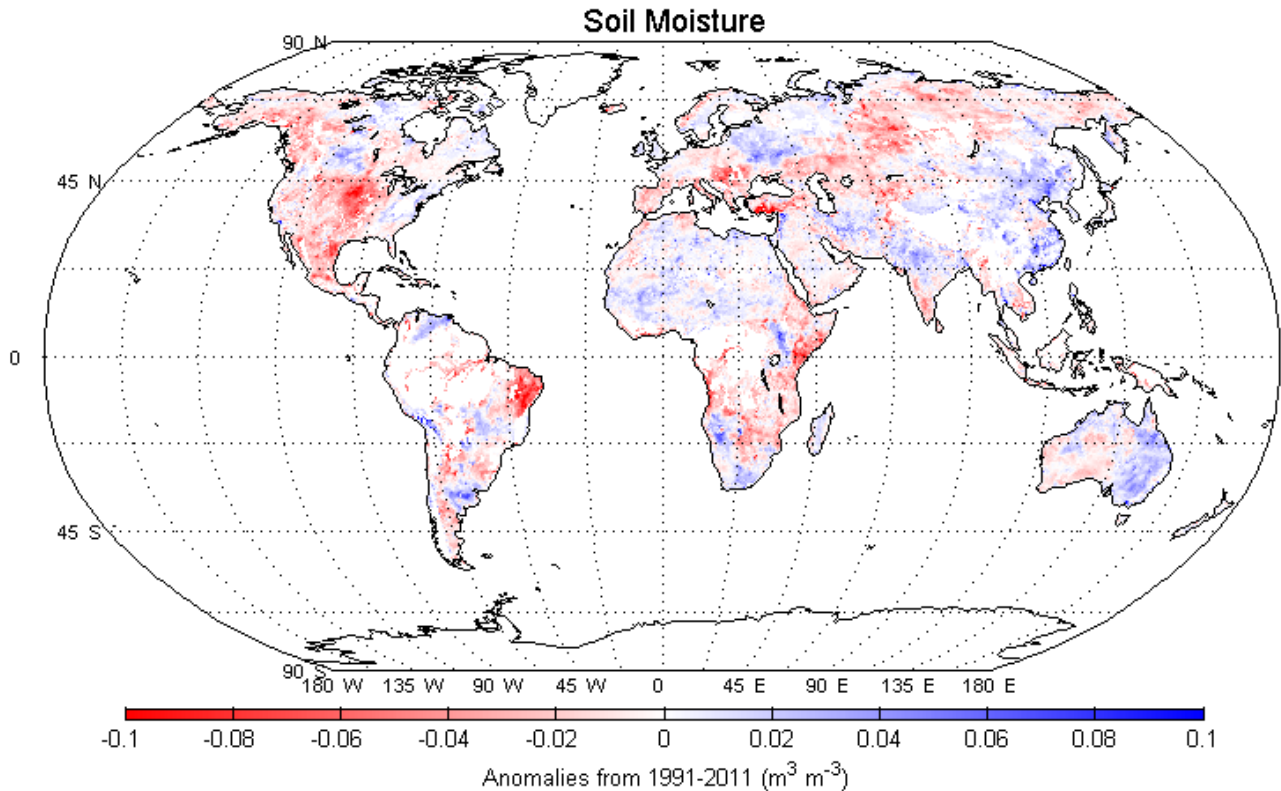 Soil Moisture
90 N
45 N
0
45 S
90 S
180 W 135 W 90 W 45 W 0 45 E 90 E 135 E 180 E
-0.1 -0.08 -0.06 -0.04 -0.02 0 0.02 0.04 0.06 0.08 0.1
Anomalies from 1991-2011 (m³ m⁻³)